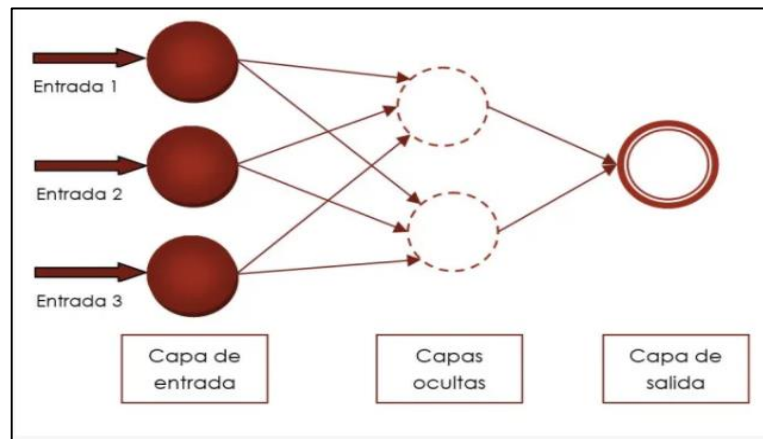 Entrada 1
Entrada 2
Entrada 3
Capa de
entrada
Capas
ocultas
Capa de
salida